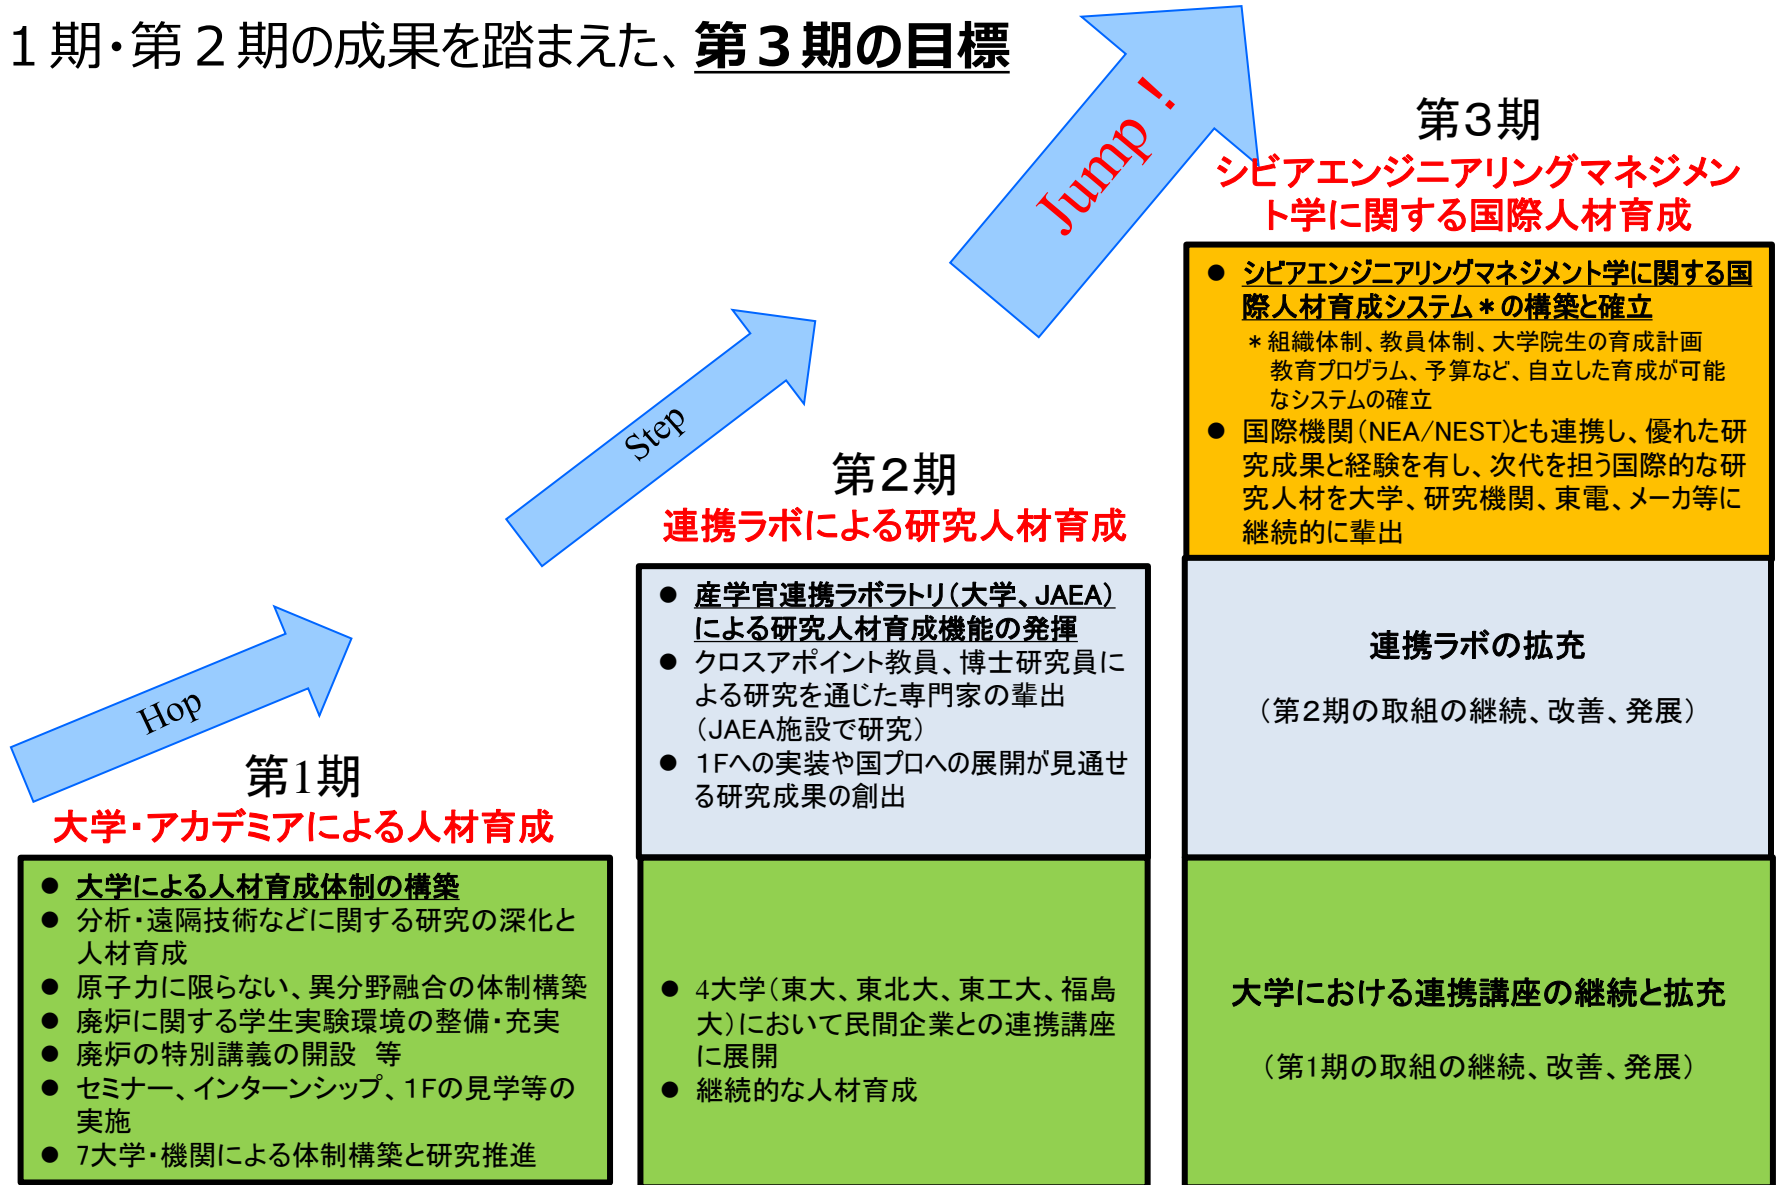 １期・第２期の成果を踏まえた、第３期の目標
Jump！
第３期
シビアエンジニアリングマネジメン
ト学に関する国際人材育成
● シビアエンジニアリングマネジメント学に関する国
際人材育成システム＊の構築と確立
＊組織体制、教員体制、大学院生の育成計画
教育プログラム、予算など、自立した育成が可能
なシステムの確立
● 国際機関（NEA/NEST）とも連携し、優れた研
究成果と経験を有し、次代を担う国際的な研
究人材を大学、研究機関、東電、メーカ等に
継続的に輩出
連携ラボの拡充
（第２期の取組の継続、改善、発展）
大学における連携講座の継続と拡充
（第1期の取組の継続、改善、発展）
Step
第２期
連携ラボによる研究人材育成
● 産学官連携ラボラトリ（大学、JAEA）
による研究人材育成機能の発揮
● クロスアポイント教員、博士研究員に
よる研究を通じた専門家の輩出
（JAEA施設で研究）
● 1Fへの実装や国プロへの展開が見通せ
る研究成果の創出
● 4大学（東大、東北大、東工大、福島
大）において民間企業との連携講座
に展開
● 継続的な人材育成
Hop
第1期
大学・アカデミアによる人材育成
● 大学による人材育成体制の構築
● 分析・遠隔技術などに関する研究の深化と
人材育成
● 原子力に限らない、異分野融合の体制構築
● 廃炉に関する学生実験環境の整備・充実
● 廃炉の特別講義の開設　等
● セミナー、インターンシップ、1Fの見学等の
実施
● 7大学・機関による体制構築と研究推進